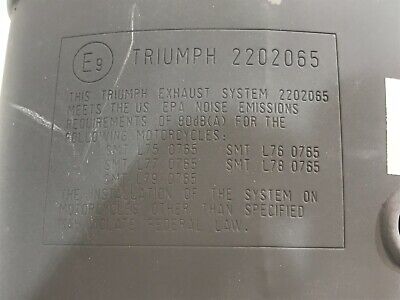 E9 TRIUMPH 2202065
THIS TRIUMPH EXHAUST SYSTEM 2202065
MEETS THE US EPA NOISE EMISSIONS
REQUIREMENTS OF 80dB(A) FOR THE
FOLLOWING MOTORCYCLES:
SMT L75 0765 SMT L76 0765
SMT L77 0765 SMT L78 0765
SMT L79 0765
THE INSTALLATION OF THE SYSTEM ON
MOTORCYCLES OTHER THAN SPECIFIED
MAY VIOLATE FEDERAL LAW.